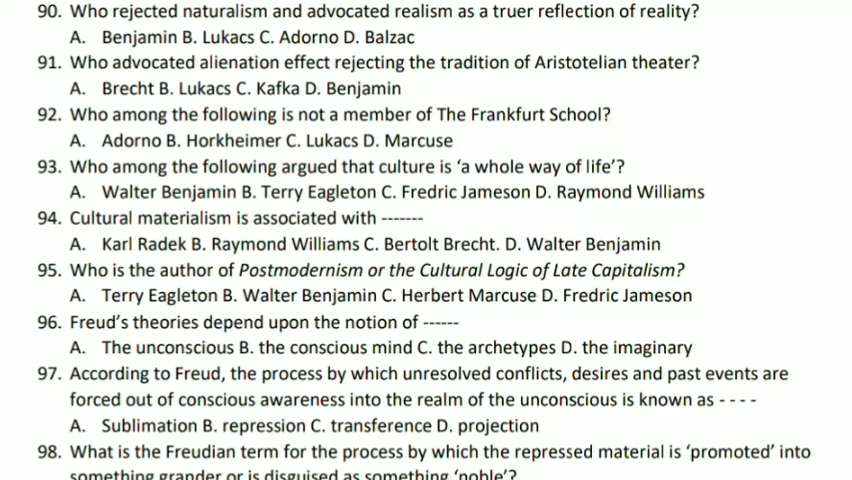 90. Who rejected naturalism and advocated realism as a truer reflection of reality?
A. Benjamin B. Lukacs C. Adorno D. Balzac
91. Who advocated alienation effect rejecting the tradition of Aristotelian theater?
A. Brecht B. Lukacs C. Kafka D. Benjamin
92. Who among the following is not a member of The Frankfurt School?
A. Adorno B. Horkheimer C. Lukacs D. Marcuse
93. Who among the following argued that culture is ‘a whole way of life’?
A. Walter Benjamin B. Terry Eagleton C. Fredric Jameson D. Raymond Williams
94. Cultural materialism is associated with -------
A. Karl Radek B. Raymond Williams C. Bertolt Brecht. D. Walter Benjamin
95. Who is the author of Postmodernism or the Cultural Logic of Late Capitalism?
A. Terry Eagleton B. Walter Benjamin C. Herbert Marcuse D. Fredric Jameson
96. Freud’s theories depend upon the notion of ------
A. The unconscious B. the conscious mind C. the archetypes D. the imaginary
97. According to Freud, the process by which unresolved conflicts, desires and past events are
forced out of conscious awareness into the realm of the unconscious is known as - - - -
A. Sublimation B. repression C. transference D. projection
98. What is the Freudian term for the process by which the repressed material is ‘promoted’ into
something grander or is disguised as something ‘noble’?